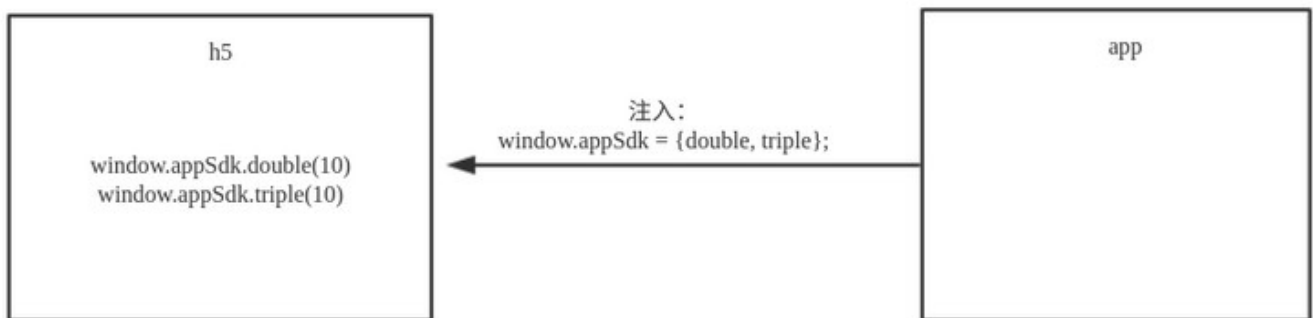 h5
window.appSdk.double(10)
window.appSdk.triple(10)
注入：
window.appSdk = {double, triple};
app